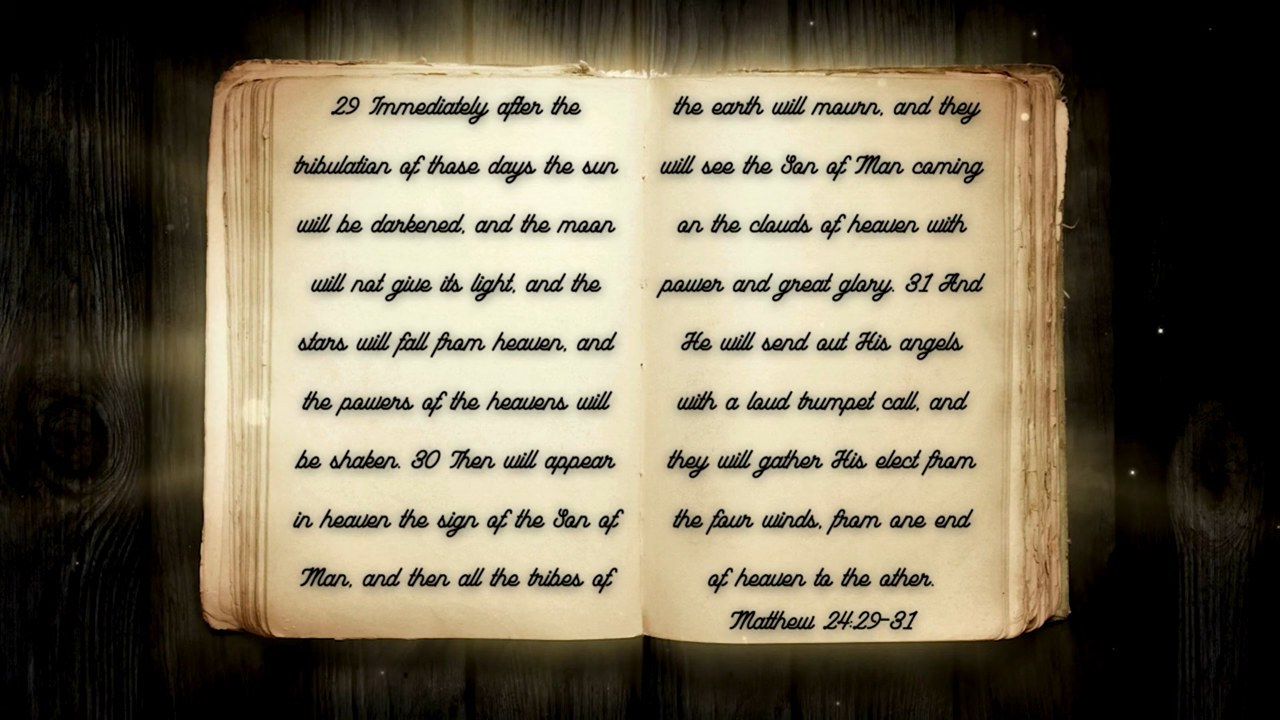 29 Immediately after the
tribulation of those days the sun
will be darkened, and the moon
will not give its light, and the
stars will fall from heaven, and
the powers of the heavens will
be shaken. 30 Then will appear
in heaven the sign of the Son of
Man, and then all the tribes of
the earth will mourn, and they
will see the Son of Man coming
on the clouds of heaven with
power and great glory. 31 And
He will send out His angels
with a loud trumpet call, and
they will gather His elect from
the four winds, from one end
of heaven to the other.
Matthew 24:29-31